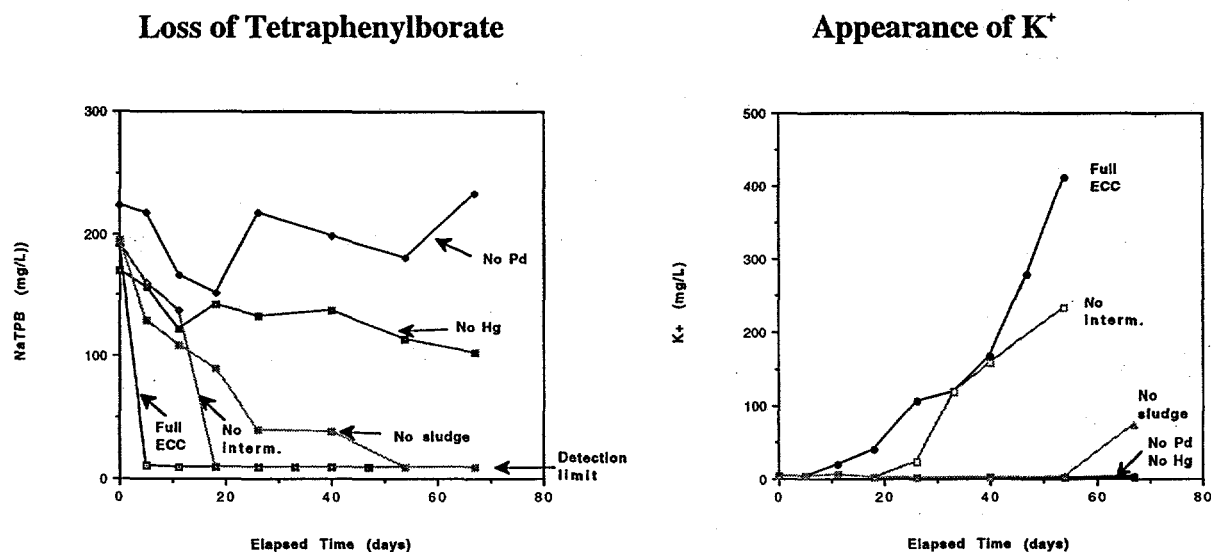 Loss of Tetraphenylborate
300
200
100
0
0
20
40
60
80
NaTPB (mg/L))
Elapsed Time (days)
No Pd
No Hg
Full
ECC
No
interm.
No sludge
Detection
limit
Appearance of K+
500
400
300
200
100
0
0
20
40
60
80
K+ (mg/L)
Elapsed Time (days)
Full
ECC
No
interm.
No
sludge
No Pd
No Hg